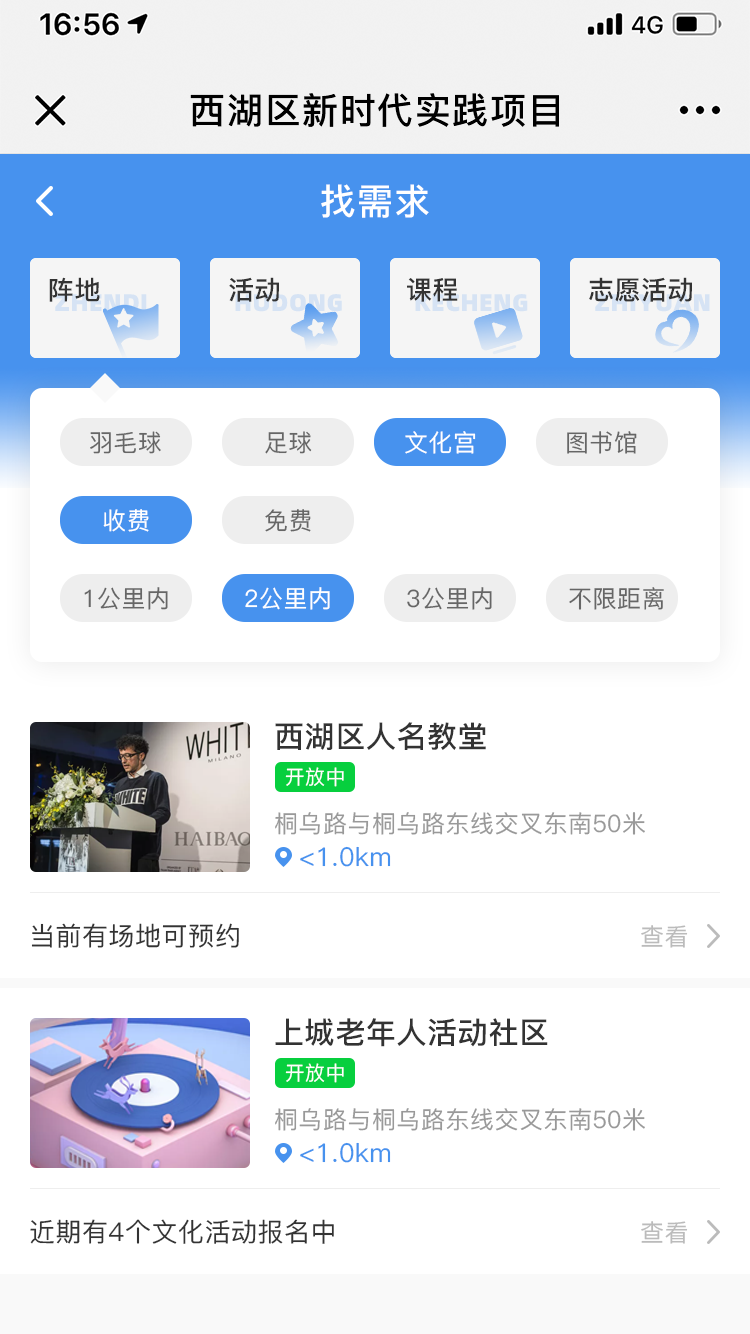 16:56
4G
西湖区新时代实践项目
找需求
ZHENDI
阵地
HUODONG
活动
KECHENG
课程
ZHIYUAN
志愿活动
羽毛球 足球 文化宫 图书馆
收费 免费
1公里内 2公里内 3公里内 不限距离
WHIT
MILANO
WHITE
HAIBAO
西湖区人名教堂
开放中
桐乌路与桐乌路东线交叉东南50米
<1.0km
当前有场地可预约 查看
上城老年人活动社区
开放中
桐乌路与桐乌路东线交叉东南50米
<1.0km
近期有4个文化活动报名中 查看